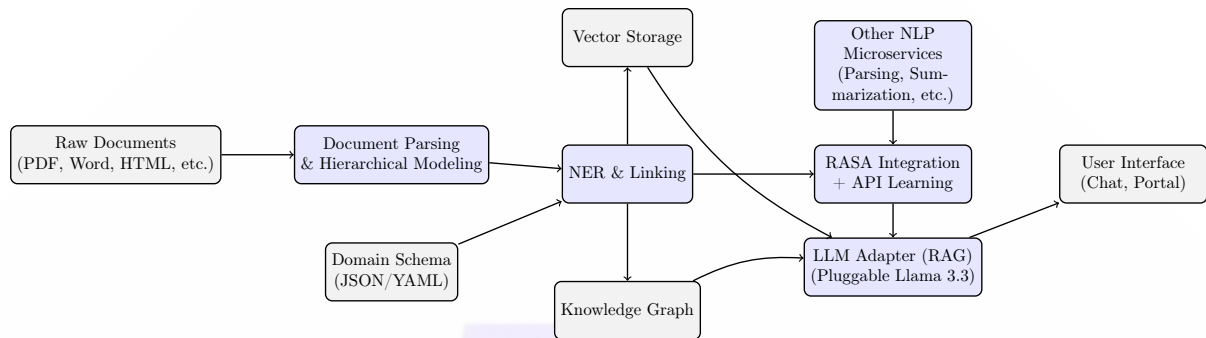 Raw Documents
(PDF, Word, HTML, etc.)
Document Parsing
& Hierarchical Modeling
Domain Schema
(JSON/YAML)
Vector Storage
NER & Linking
Knowledge Graph
Other NLP
Microservices
(Parsing, Sum-
marization, etc.)
RASA Integration
+ API Learning
LLM Adapter (RAG)
(Pluggable Llama 3.3)
User Interface
(Chat, Portal)